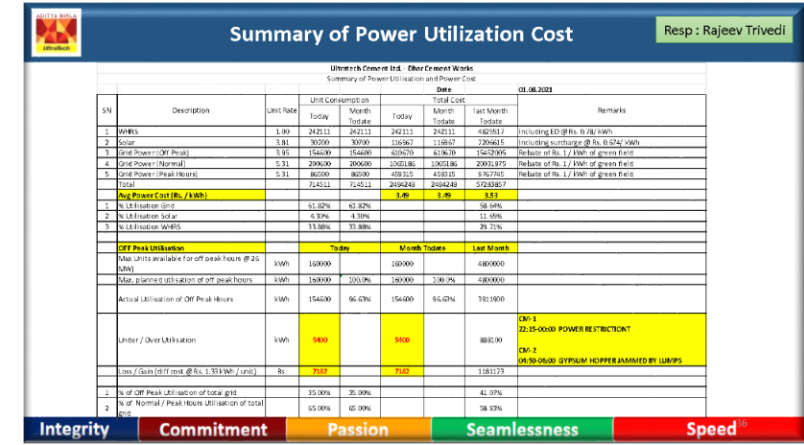 ADITYA BIRLA
UltraTech
Summary of Power Utilization Cost
Resp : Rajeev Trivedi
Ultratech Cement Ltd. - Dhar Cement Works
Summary of Power Utilisation and Power Cost
Date 01.08.2021
SN Description Unit Rate Unit Consumption Total Cost Remarks
Today Month Todate Today Month Todate last Month Todate
1 WHRS 1.00 242111 242111 242111 242111 4825517 Including ED @ Rs. 0.78/ kWh
2 Solar 3.81 30700 30700 116967 116967 7206615 Including surcharge @ Rs. 0.674/ kWh
3 Grid Power (Off Peak) 3.95 154600 154600 610670 610670 15452005 Rebate of Rs. 1 / kWh of green field
4 Grid Power (Normal) 5.31 200600 200600 1065186 1065186 20031975 Rebate of Rs. 1 / kWh of green field
5 Grid Power (Peak Hours) 5.31 86500 86500 459315 459315 9767745 Rebate of Rs. 1 / kWh of green field
Total 714511 714511 2494249 2494249 57283857
Avg Power Cost (Rs. / kWh) 3.49 3.49 3.53
1 % Utilisation Grid 61.82% 61.82% 58.64%
2 % Utilisation Solar 4.30% 4.30% 11.65%
3 % Utilisation WHRS 33.88% 33.88% 29.71%
OFF Peak Utilisation Today Month Todate Last Month
Max Units available for off peak hours @ 26 MW) kWh 160000 160000 4800000
Max. planned utlisation of off peak hours kWh 160000 100.0% 160000 100.0% 4800000
Actual Utilisation of Off Peak Hours kWh 154600 96.63% 154600 96.63% 3911900
Under / Over Utilisation kWh 5400 5400 888100
CM-1
22:15-00:00 POWER RESTRICTIONT
CM-2
04:30-06:00 GYPSUM HOPPER JAMMED BY LUMPS
Loss / Gain (diff cost @ Rs. 1.33 kWh / unit) Rs. 7182 7182 1181173
1 % of Off Peak Utilisation of total grid 35.00% 35.00% 41.07%
2 % of Normal / Peak Hours Utilisation of total grid 65.00% 65.00% 58.93%
Integrity Commitment Passion Seamlessness Speed
36